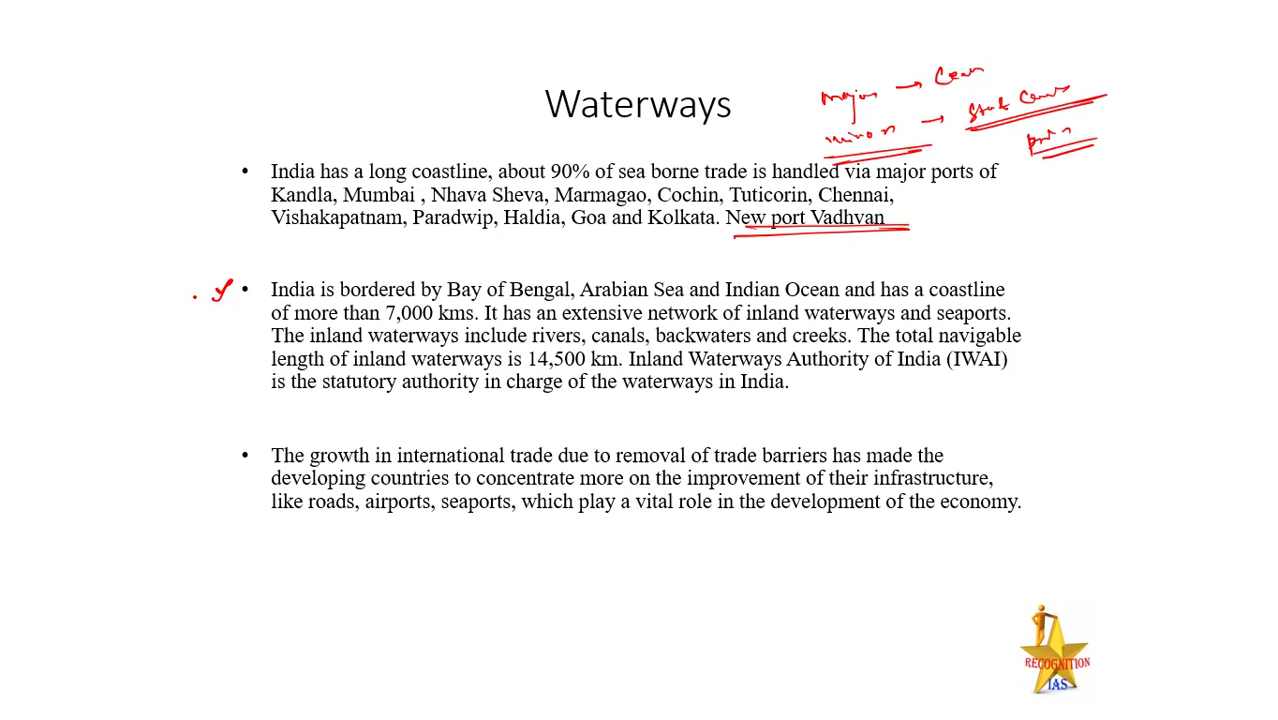 Waterways
major → Cen
minor → State Govt
pvt
• India has a long coastline, about 90% of sea borne trade is handled via major ports of
Kandla, Mumbai , Nhava Sheva, Marmagao, Cochin, Tuticorin, Chennai,
Vishakapatnam, Paradwip, Haldia, Goa and Kolkata. New port Vadhvan
• India is bordered by Bay of Bengal, Arabian Sea and Indian Ocean and has a coastline
of more than 7,000 kms. It has an extensive network of inland waterways and seaports.
The inland waterways include rivers, canals, backwaters and creeks. The total navigable
length of inland waterways is 14,500 km. Inland Waterways Authority of India (IWAI)
is the statutory authority in charge of the waterways in India.
• The growth in international trade due to removal of trade barriers has made the
developing countries to concentrate more on the improvement of their infrastructure,
like roads, airports, seaports, which play a vital role in the development of the economy.
RECOGNITION
IAS